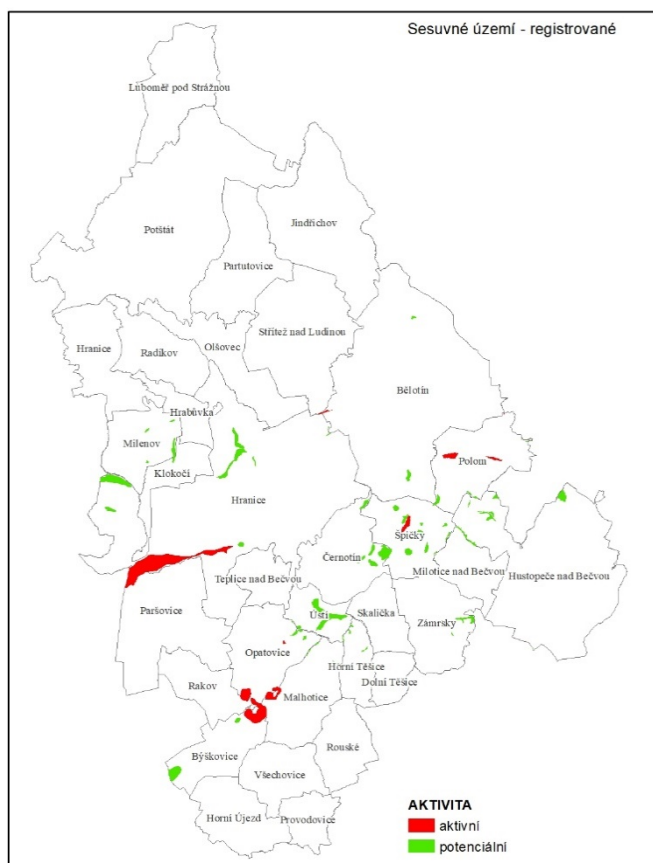 Sesuvné území - registrované
Luboměř pod Strážnou
Potštát
Jindřichov
Partutovice
Střítež nad Ludinou
Hranice
Radíkov
Olšovec
Bělotín
Hrabůvka
Milenov
Klokočí
Polom
Hranice
Špičky
Černotín
Milotice nad Bečvou
Hustopeče nad Bečvou
Teplice nad Bečvou
Paršovice
Ústí
Skalička
Zámrsky
Opatovice
Horní Těšice
Dolní Těšice
Rakov
Malhotice
Rouské
Býškovice
Všechovice
Horní Újezd
Provodovice
AKTIVITA
aktivní
potenciální